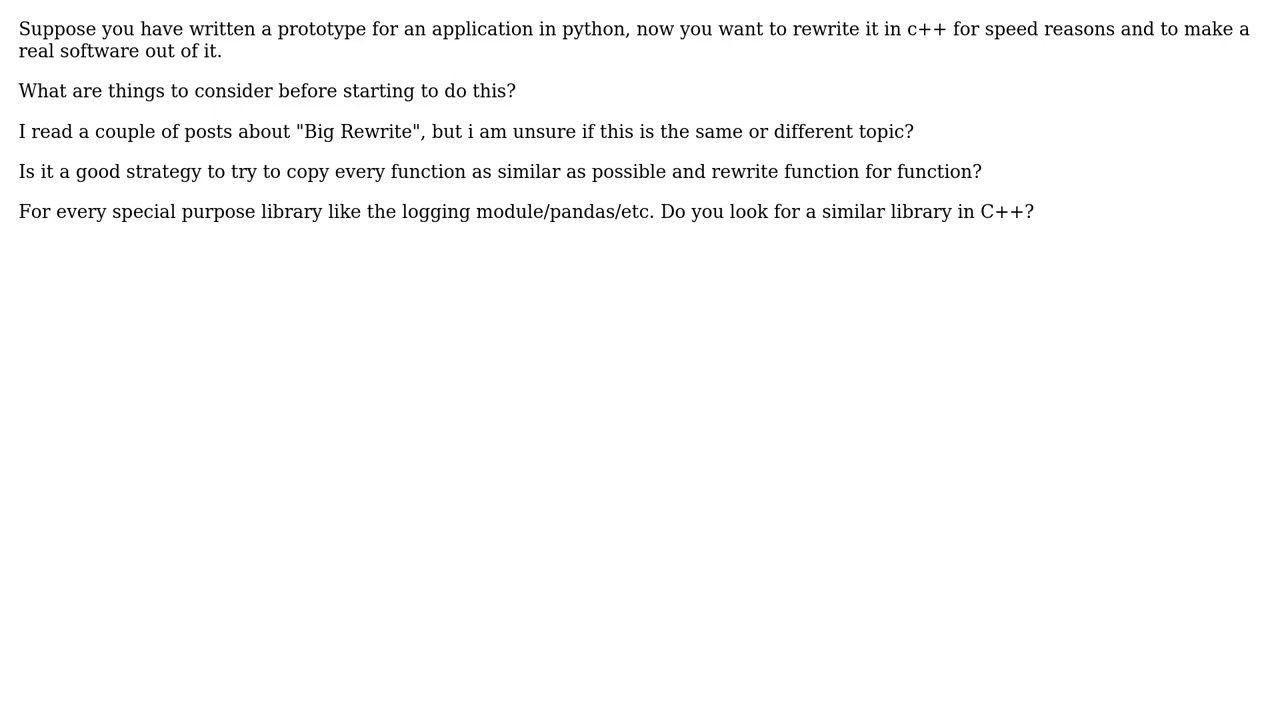 Suppose you have written a prototype for an application in python, now you want to rewrite it in c++ for speed reasons and to make a
real software out of it.
What are things to consider before starting to do this?
I read a couple of posts about "Big Rewrite", but i am unsure if this is the same or different topic?
Is it a good strategy to try to copy every function as similar as possible and rewrite function for function?
For every special purpose library like the logging module/pandas/etc. Do you look for a similar library in C++?